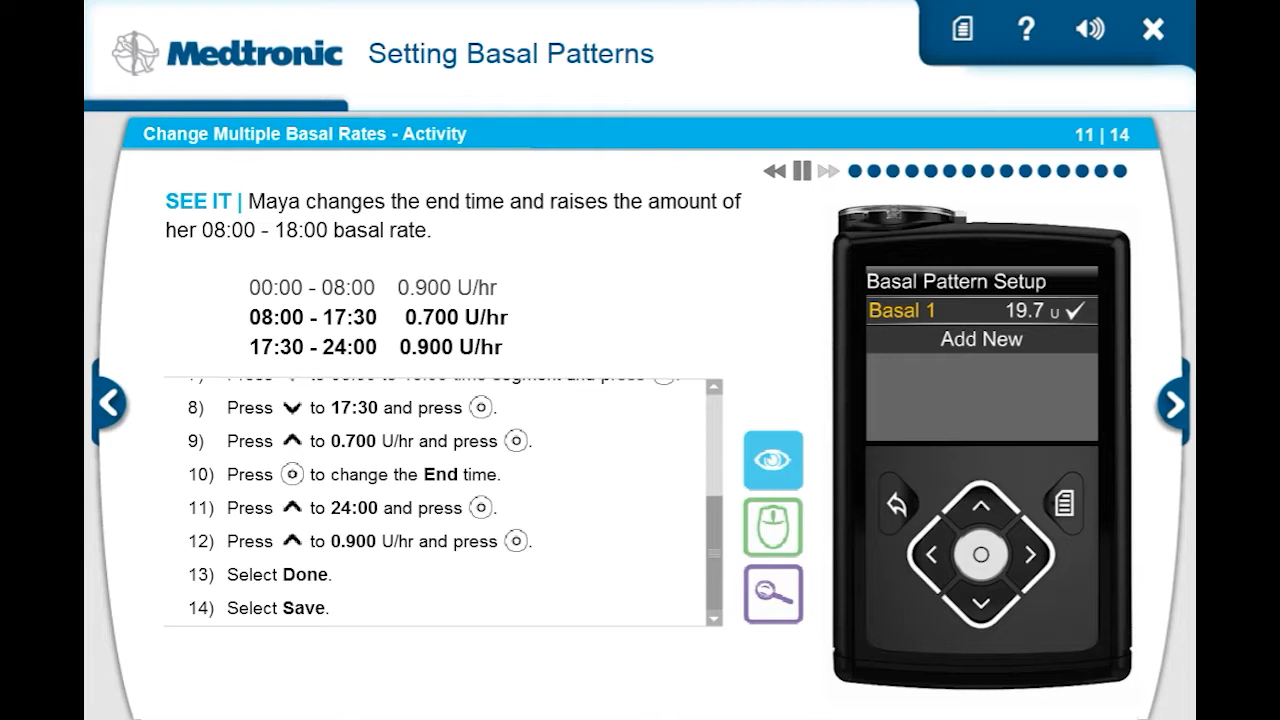 Medtronic Setting Basal Patterns
?
Change Multiple Basal Rates - Activity 11 | 14
SEE IT | Maya changes the end time and raises the amount of
her 08:00 - 18:00 basal rate.
00:00 - 08:00 0.900 U/hr
08:00 - 17:30 0.700 U/hr
17:30 - 24:00 0.900 U/hr
time segment and press
8) Press to 17:30 and press .
9) Press to 0.700 U/hr and press .
10) Press to change the End time.
11) Press to 24:00 and press .
12) Press to 0.900 U/hr and press .
13) Select Done.
14) Select Save.
Basal Pattern Setup
Basal 1 19.7 U
Add New